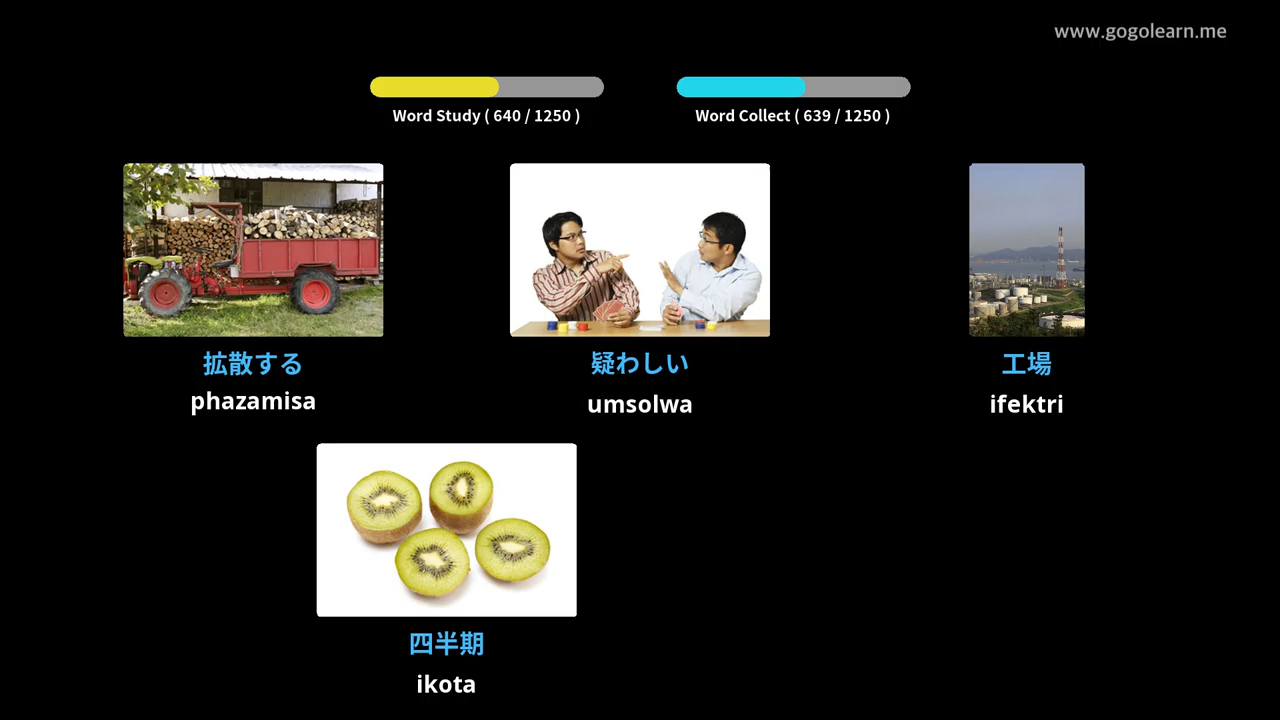 www.gogolearn.me
Word Study ( 640 / 1250 )
Word Collect ( 639 / 1250 )
拡散する
phazamisa
疑わしい
umsolwa
工場
ifektri
四半期
ikota